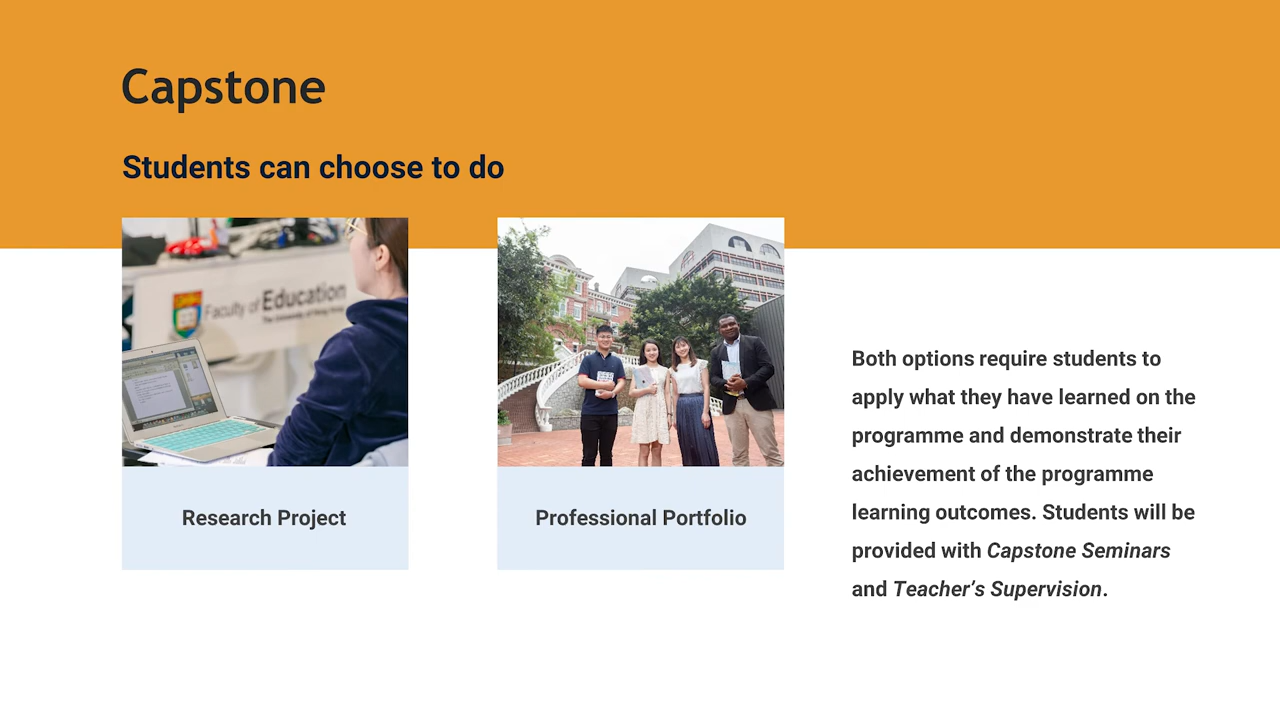 Capstone
Students can choose to do
Faculty of Education
Research Project
Professional Portfolio
Both options require students to
apply what they have learned on the
programme and demonstrate their
achievement of the programme
learning outcomes. Students will be
provided with Capstone Seminars
and Teacher’s Supervision.